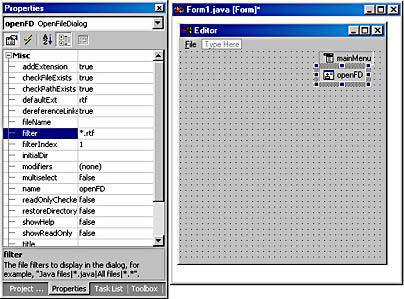 Properties
openFD OpenFileDialog
Misc
addExtension true
checkFileExists true
checkPathExists true
defaultExt rtf
dereferenceLinks true
fileName
filter *.rtf
filterIndex 1
initialDir
modifiers (none)
multiselect false
name openFD
readOnlyChecke false
restoreDirectory false
showHelp false
showReadOnly false
title
filter
The file filters to display in the dialog, for
example, "Java files|*.java|All files|*.*".
Project ... Properties Task List Toolbox
Form1.java [Form]*
Editor
File Type Here
mainMenu
openFD